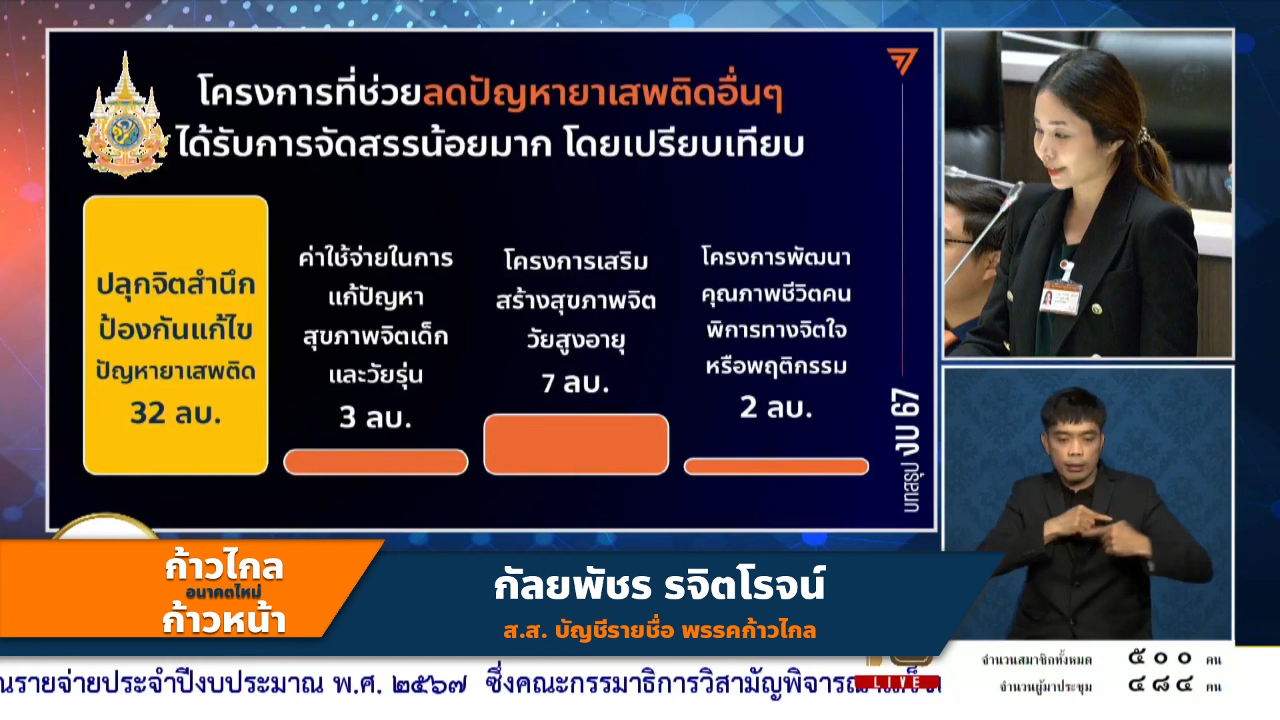 โครงการที่ช่วยลดปัญหายาเสพติดอื่นๆ
ได้รับการจัดสรรน้อยมาก โดยเปรียบเทียบ
ปลุกจิตสำนึก
ป้องกันแก้ไข
ปัญหายาเสพติด
32 ลบ.
ค่าใช้จ่ายในการ
แก้ปัญหา
สุขภาพจิตเด็ก
และวัยรุ่น
3 ลบ.
โครงการเสริม
สร้างสุขภาพจิต
วัยสูงอายุ
7 ลบ.
โครงการพัฒนา
คุณภาพชีวิตคน
พิการทางจิตใจ
หรือพฤติกรรม
2 ลบ.
บทสรุป งบ 67
ก้าวไกล
อนาคตใหม่
ก้าวหน้า
กัลยพัชร รจิตโรจน์
ส.ส. บัญชีรายชื่อ พรรคก้าวไกล
นรายจ่ายประจำปีงบประมาณ พ.ศ. ๒๕๖๗ ซึ่งคณะกรรมาธิการวิสามัญพิจารณา
LIVE
จำนวนสมาชิกทั้งหมด ๕๐๐ คน
จำนวนผู้มาประชุม ๔๘๔ คน